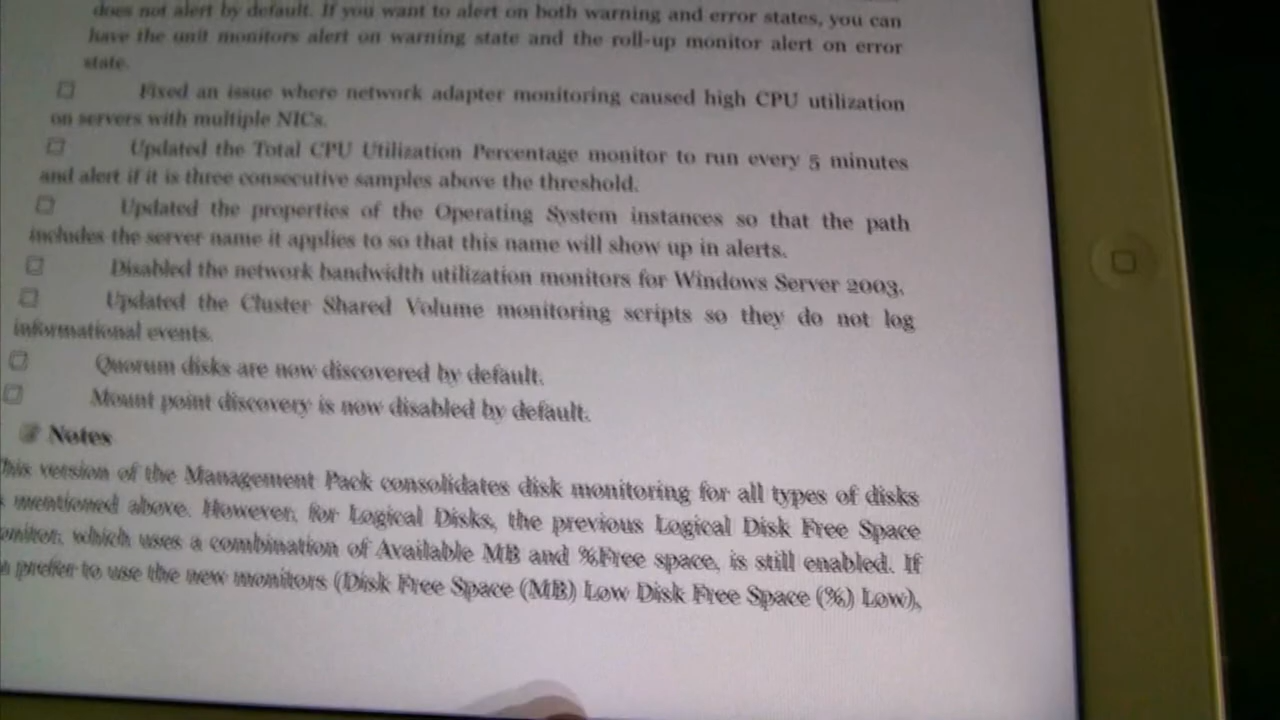 does not alert by default. If you want to alert on both warning and error states, you can
have the unit monitors alert on warning state and the roll-up monitor alert on error
state.
Fixed an issue where network adapter monitoring caused high CPU utilization
on servers with multiple NICs.
Updated the Total CPU Utilization Percentage monitor to run every 5 minutes
and alert if it is three consecutive samples above the threshold.
Updated the properties of the Operating System instances so that the path
includes the server name it applies to so that this name will show up in alerts.
Disabled the network bandwidth utilization monitors for Windows Server 2003.
Updated the Cluster Shared Volume monitoring scripts so they do not log
informational events.
Quorum disks are now discovered by default.
Mount point discovery is now disabled by default.
Notes
This version of the Management Pack consolidates disk monitoring for all types of disks
mentioned above. However, for Logical Disks, the previous Logical Disk Free Space
which uses a combination of Available MB and %Free space, is still enabled. If
prefer to use the new monitors (Disk Free Space (MB) Low Disk Free Space (%) Low),